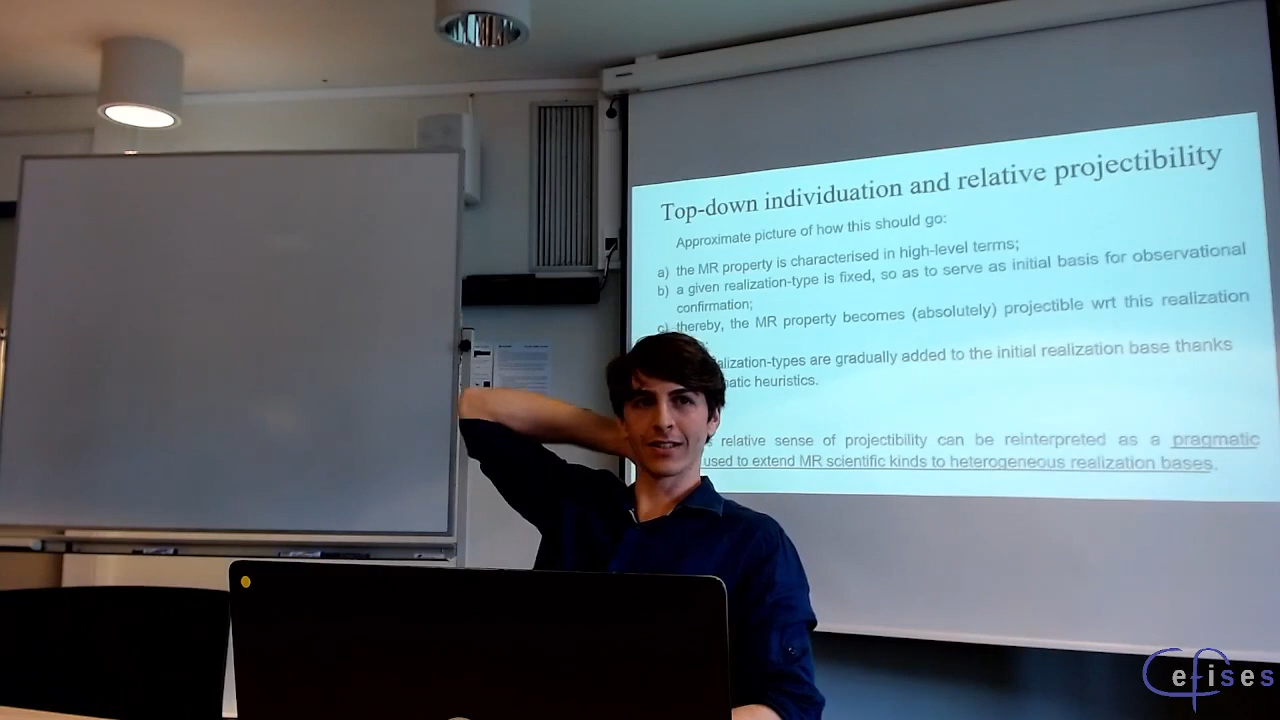 Top-down individuation and relative projectibility
Approximate picture of how this should go:
a) the MR property is characterised in high-level terms;
b) a given realization-type is fixed, so as to serve as initial basis for observational
confirmation;
c) thereby, the MR property becomes (absolutely) projectible wrt this realization
alization-types are gradually added to the initial realization base thanks
atic heuristics.
relative sense of projectibility can be reinterpreted as a pragmatic
used to extend MR scientific kinds to heterogeneous realization bases.
Cefises